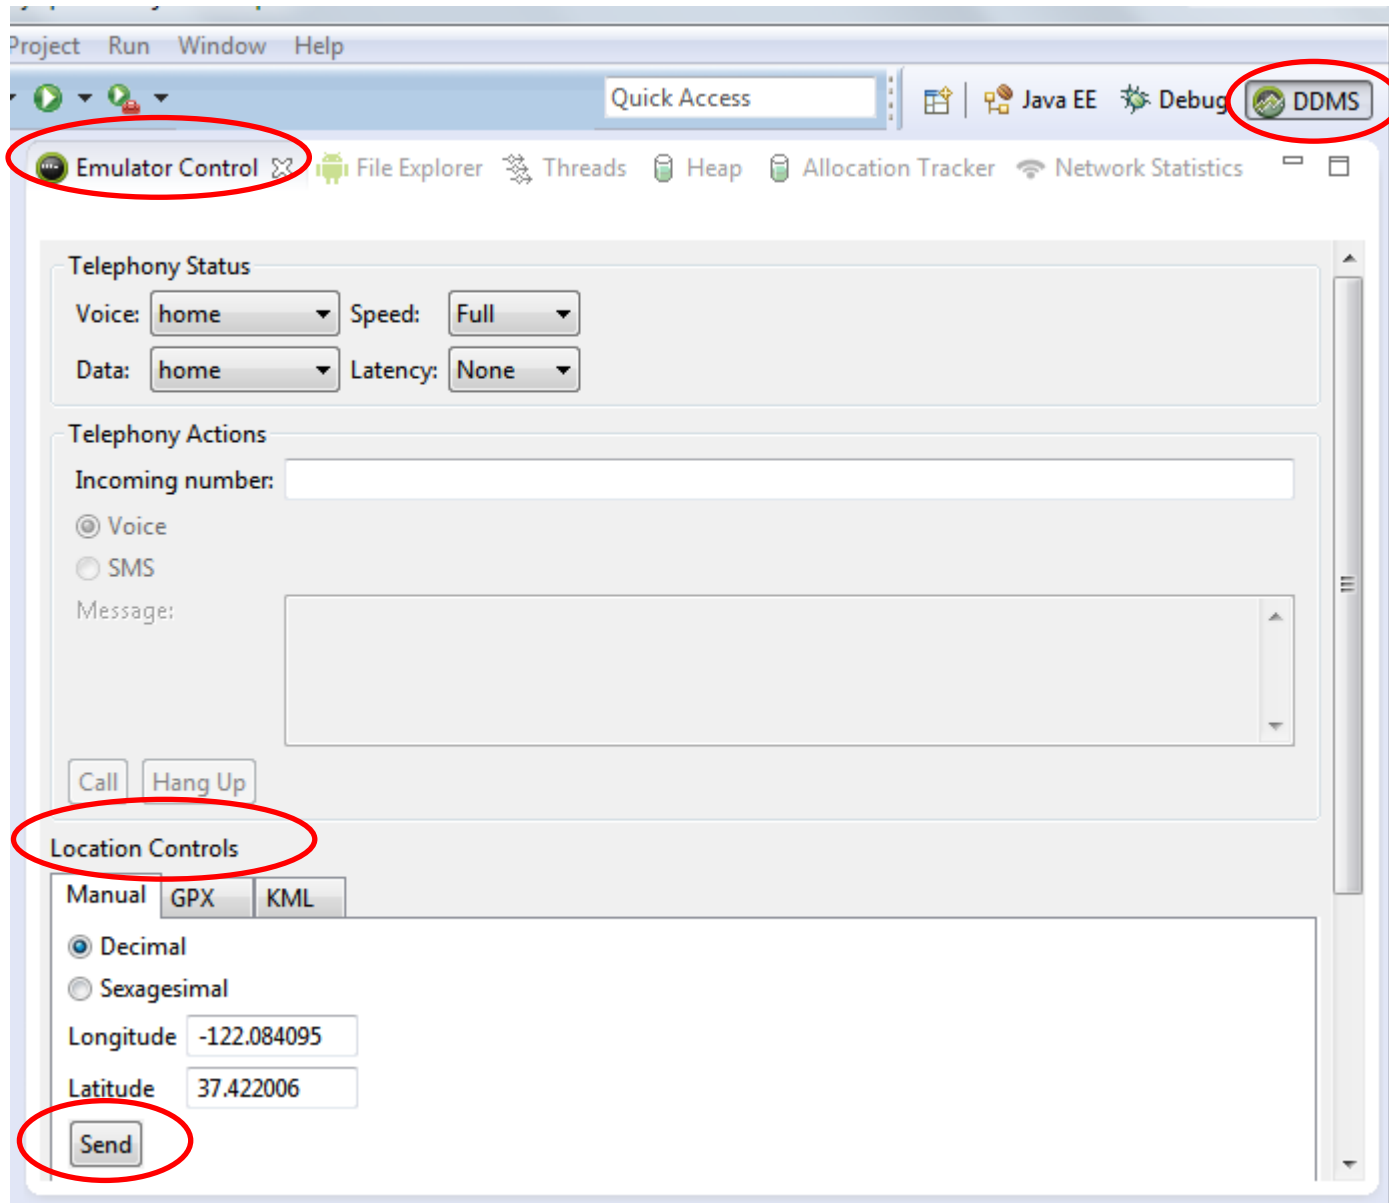 Project Run Window Help
Quick Access Java EE Debug DDMS
Emulator Control File Explorer Threads Heap Allocation Tracker Network Statistics
Telephony Status
Voice: home Speed: Full
Data: home Latency: None
Telephony Actions
Incoming number:
Voice
SMS
Message:
Call Hang Up
Location Controls
Manual GPX KML
Decimal
Sexagesimal
Longitude -122.084095
Latitude 37.422006
Send